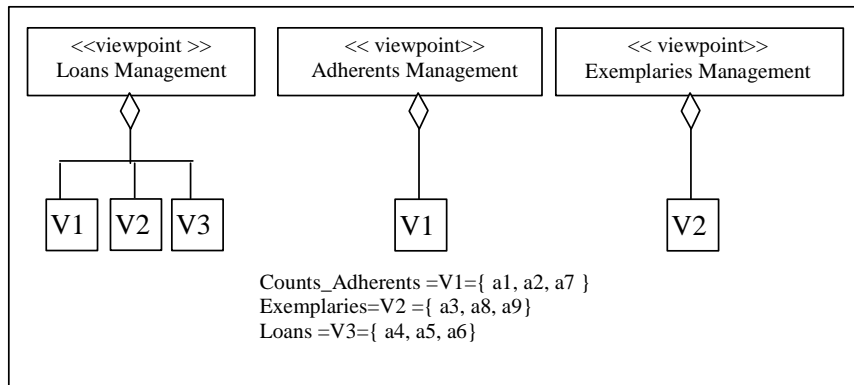 <<viewpoint >>
Loans Management
<< viewpoint>>
Adherents Management
<< viewpoint>>
Exemplaries Management
V1
V2
V3
V1
V2
Counts_Adherents =V1={ a1, a2, a7 }
Exemplaries=V2 ={ a3, a8, a9}
Loans =V3={ a4, a5, a6}